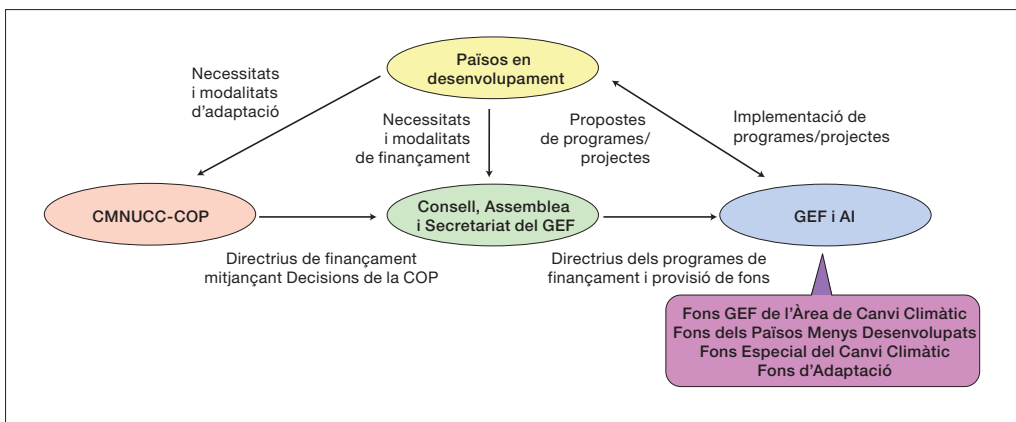 Països en
desenvolupament
Necessitats
i modalitats
d'adaptació
Necessitats
i modalitats
de finançament
Propostes
de programes/
projectes
Implementació de
programes/projectes
CMNUCC-COP
Consell, Assemblea
i Secretariat del GEF
GEF i AI
Directrius de finançament
mitjançant Decisions de la COP
Directrius dels programes de
finançament i provisió de fons
Fons GEF de l'Àrea de Canvi Climàtic
Fons dels Països Menys Desenvolupats
Fons Especial del Canvi Climàtic
Fons d'Adaptació